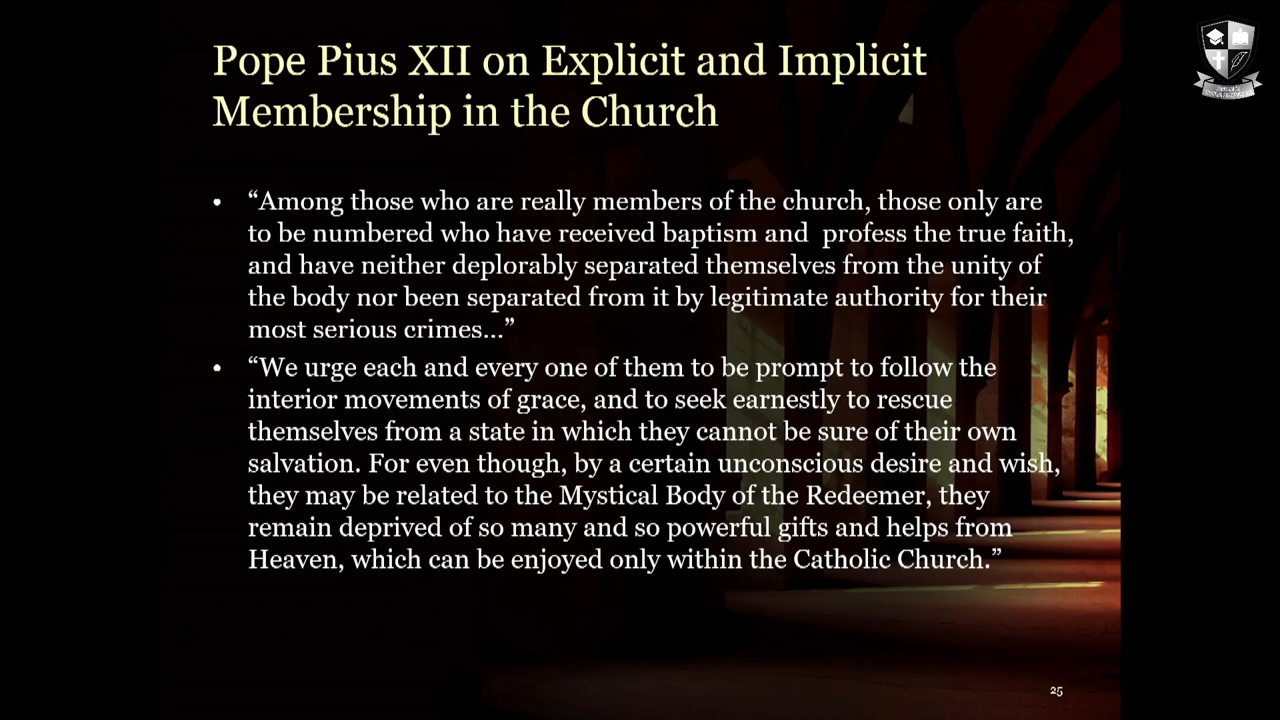 Pope Pius XII on Explicit and Implicit
Membership in the Church
• “Among those who are really members of the church, those only are
to be numbered who have received baptism and  profess the true faith,
and have neither deplorably separated themselves from the unity of
the body nor been separated from it by legitimate authority for their
most serious crimes…”
• “We urge each and every one of them to be prompt to follow the
interior movements of grace, and to seek earnestly to rescue
themselves from a state in which they cannot be sure of their own
salvation. For even though, by a certain unconscious desire and wish,
they may be related to the Mystical Body of the Redeemer, they
remain deprived of so many and so powerful gifts and helps from
Heaven, which can be enjoyed only within the Catholic Church.”
25